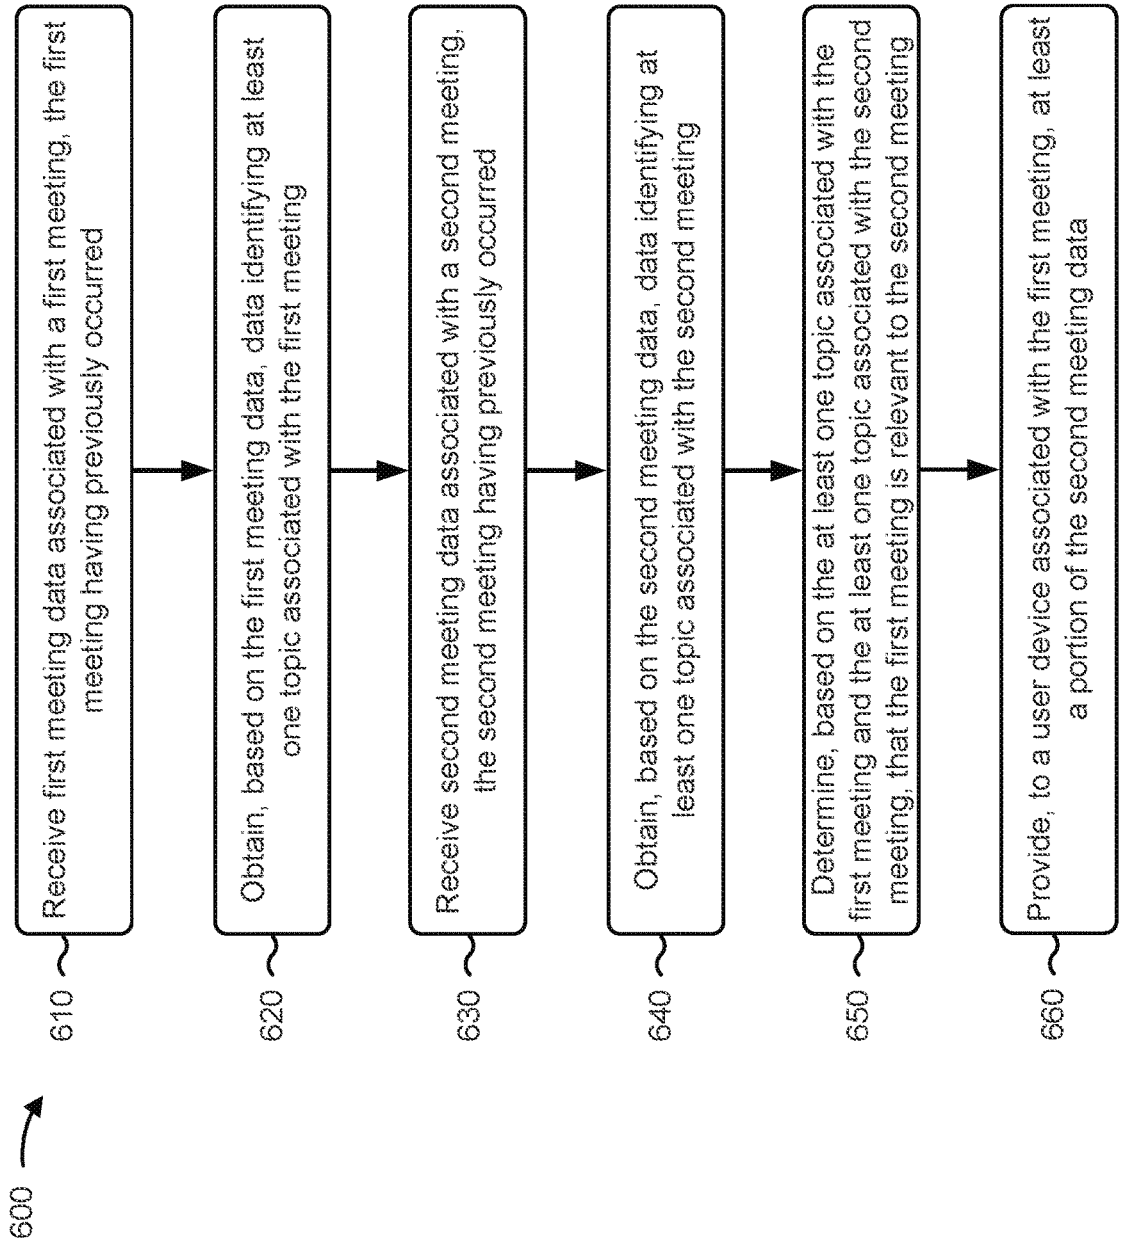 600
610
Receive first meeting data associated with a first meeting, the first
meeting having previously occurred
620
Obtain, based on the first meeting data, data identifying at least
one topic associated with the first meeting
630
Receive second meeting data associated with a second meeting,
the second meeting having previously occurred
640
Obtain, based on the second meeting data, data identifying at
least one topic associated with the second meeting
650
Determine, based on the at least one topic associated with the
first meeting and the at least one topic associated with the second
meeting, that the first meeting is relevant to the second meeting
660
Provide, to a user device associated with the first meeting, at least
a portion of the second meeting data